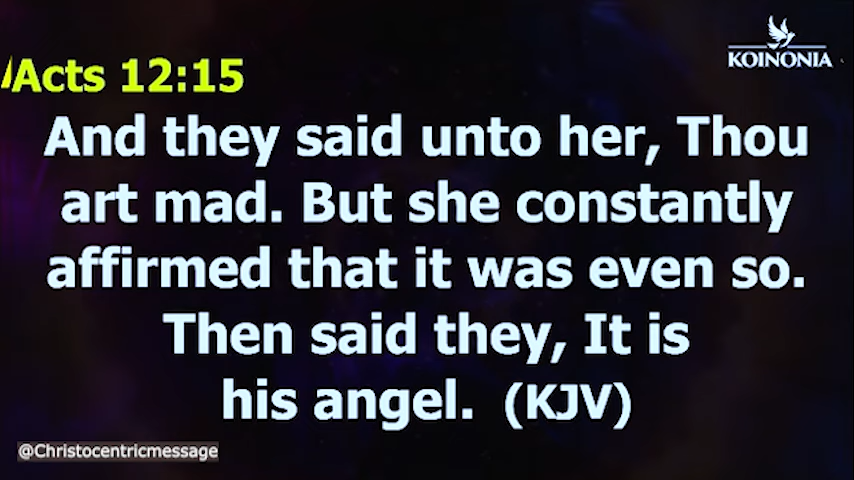 KOINONIA
Acts 12:15
And they said unto her, Thou
art mad. But she constantly
affirmed that it was even so.
Then said they, It is
his angel. (KJV)
@Christocentricmessage